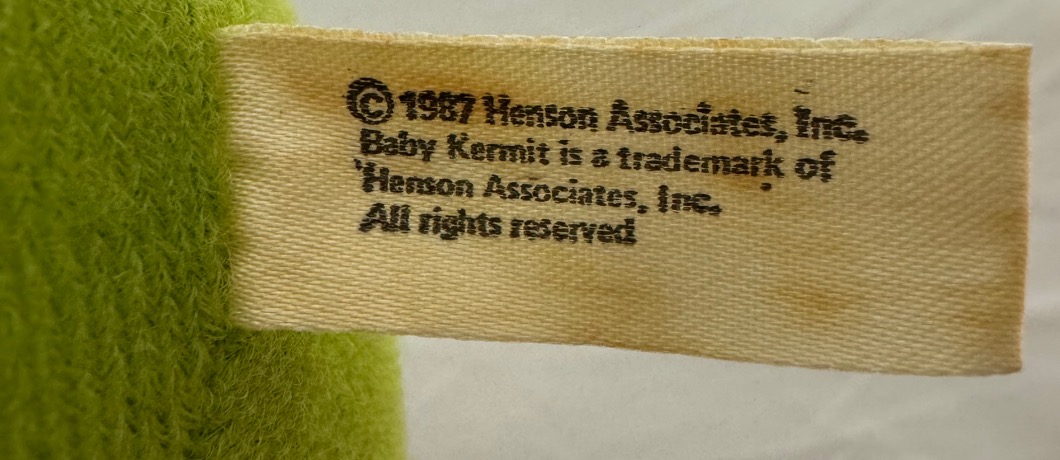 © 1987 Henson Associates, Inc.
Baby Kermit is a trademark of
Henson Associates, Inc.
All rights reserved